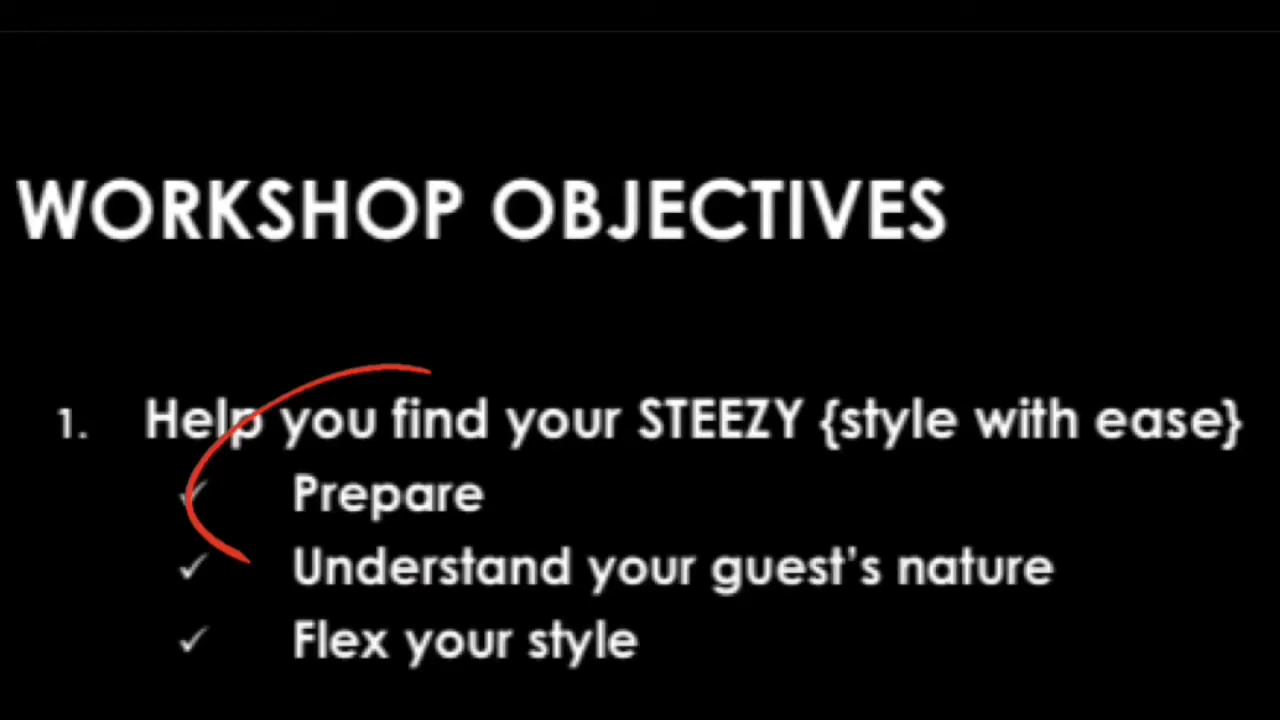 WORKSHOP OBJECTIVES
1. Help you find your STEEZY {style with ease}
✓ Prepare
✓ Understand your guest's nature
✓ Flex your style